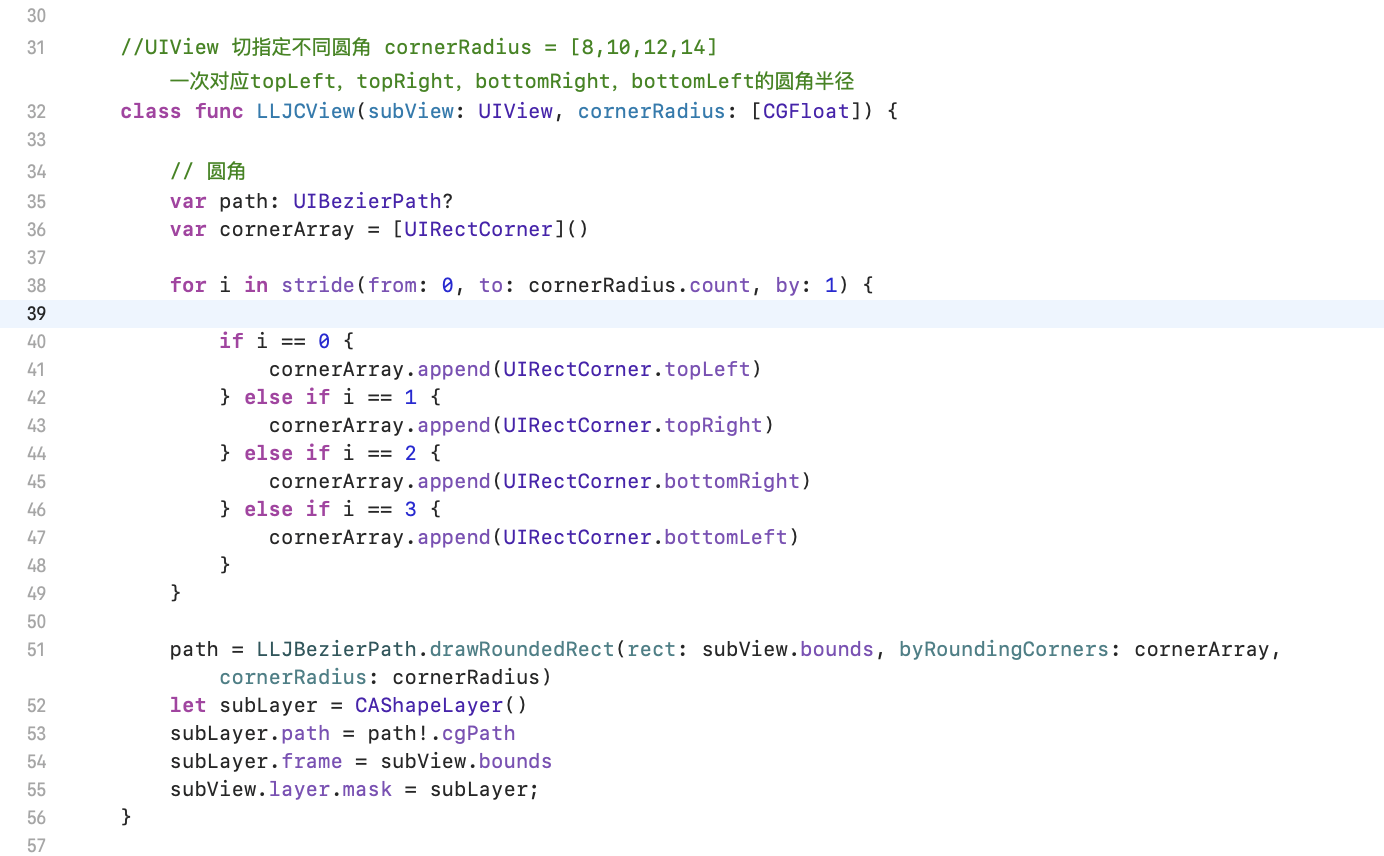 30
31 //UIView 切指定不同圆角 cornerRadius = [8,10,12,14]
一次对应topLeft，topRight，bottomRight，bottomLeft的圆角半径
32 class func LLJCView(subView: UIView, cornerRadius: [CGFloat]) {
33
34 // 圆角
35 var path: UIBezierPath?
36 var cornerArray = [UIRectCorner]()
37
38 for i in stride(from: 0, to: cornerRadius.count, by: 1) {
39
40 if i == 0 {
41 cornerArray.append(UIRectCorner.topLeft)
42 } else if i == 1 {
43 cornerArray.append(UIRectCorner.topRight)
44 } else if i == 2 {
45 cornerArray.append(UIRectCorner.bottomRight)
46 } else if i == 3 {
47 cornerArray.append(UIRectCorner.bottomLeft)
48 }
49 }
50
51 path = LLJBezierPath.drawRoundedRect(rect: subView.bounds, byRoundingCorners: cornerArray,
cornerRadius: cornerRadius)
52 let subLayer = CAShapeLayer()
53 subLayer.path = path!.cgPath
54 subLayer.frame = subView.bounds
55 subView.layer.mask = subLayer;
56 }
57